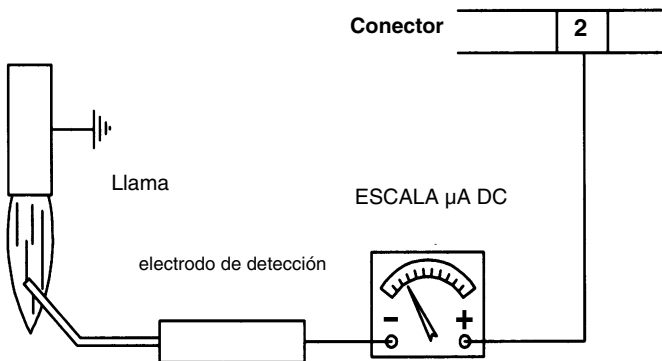 Conector 2
Llama
ESCALA µA DC
electrodo de detección
- +